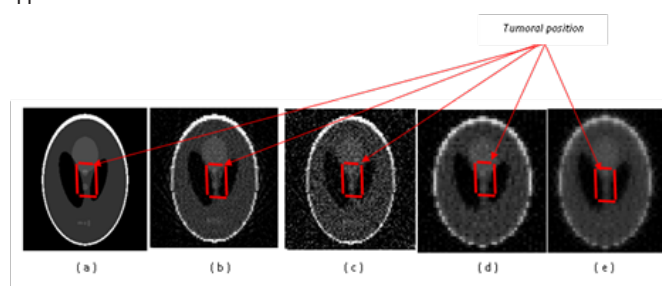 Tumoral position
( a )
( b )
( c )
( d )
( e )